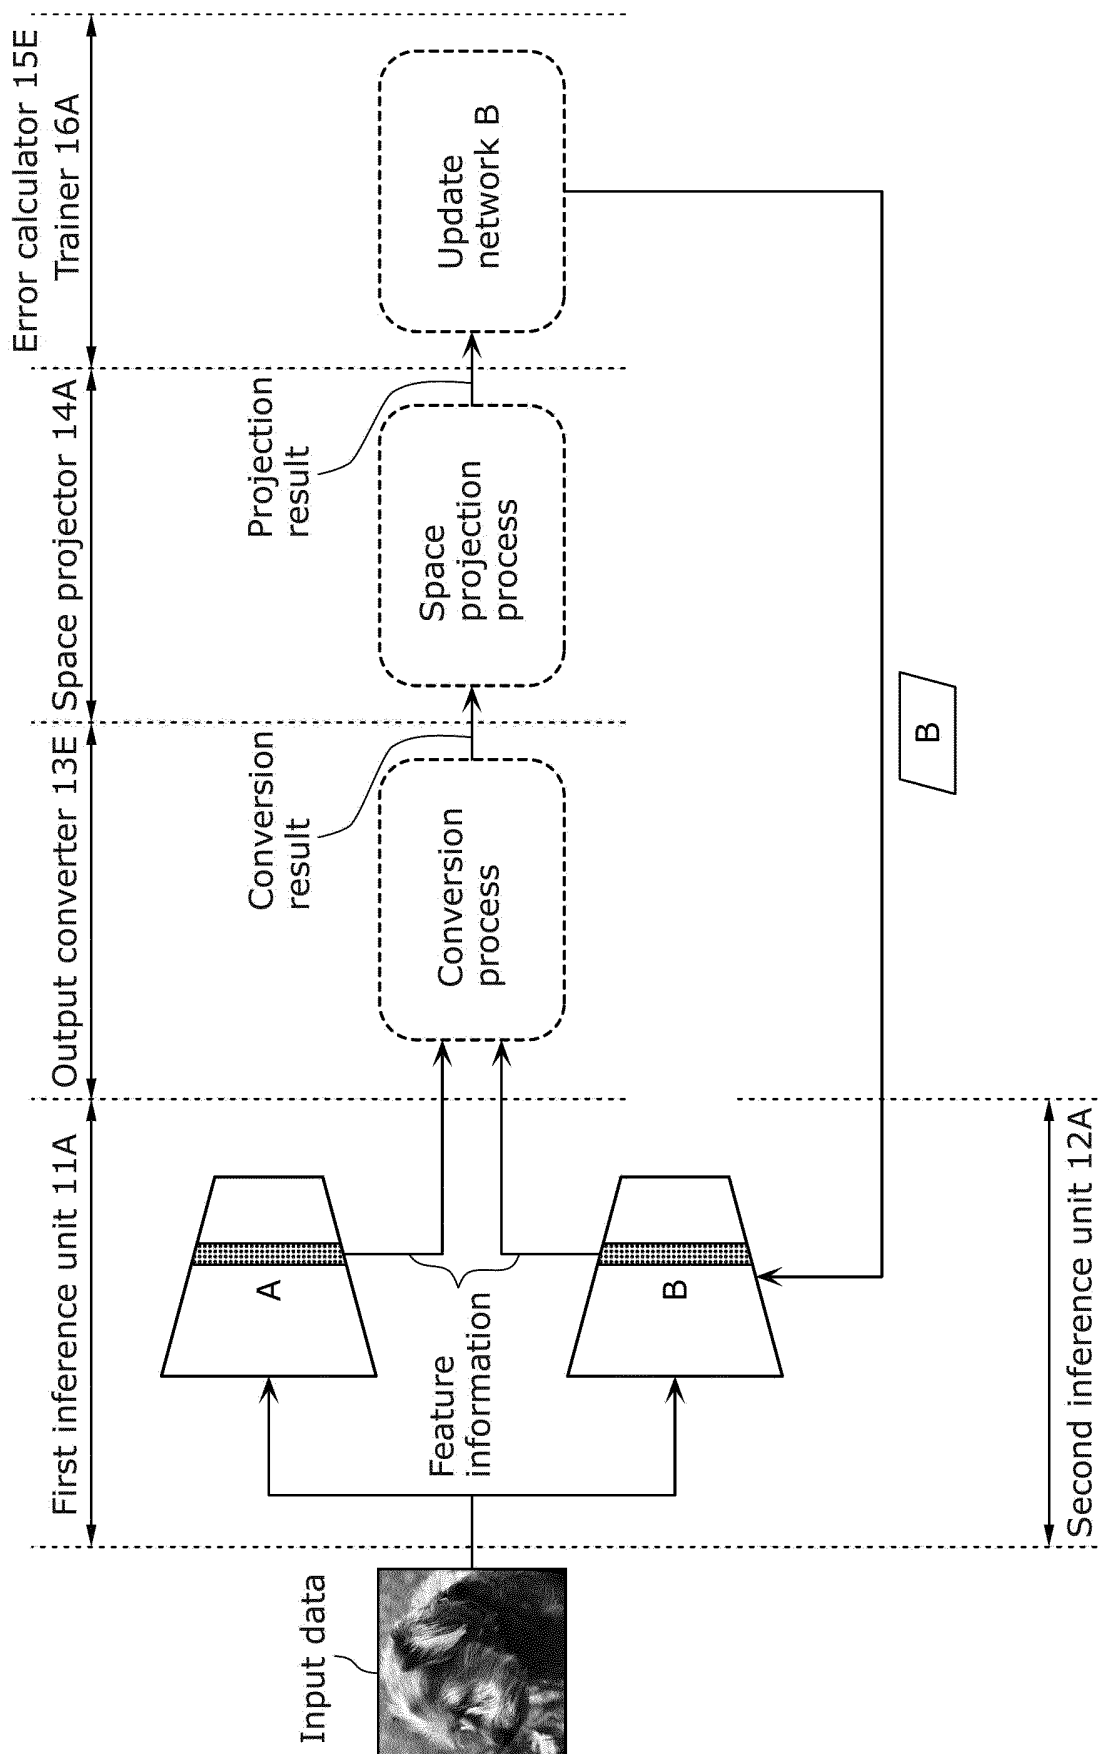 First inference unit 11A
Output converter 13E
Space projector 14A
Error calculator 15E
Trainer 16A
Input data
A
B
Feature
information
Conversion
process
Conversion
result
Space
projection
process
Projection
result
Update
network B
B
Second inference unit 12A